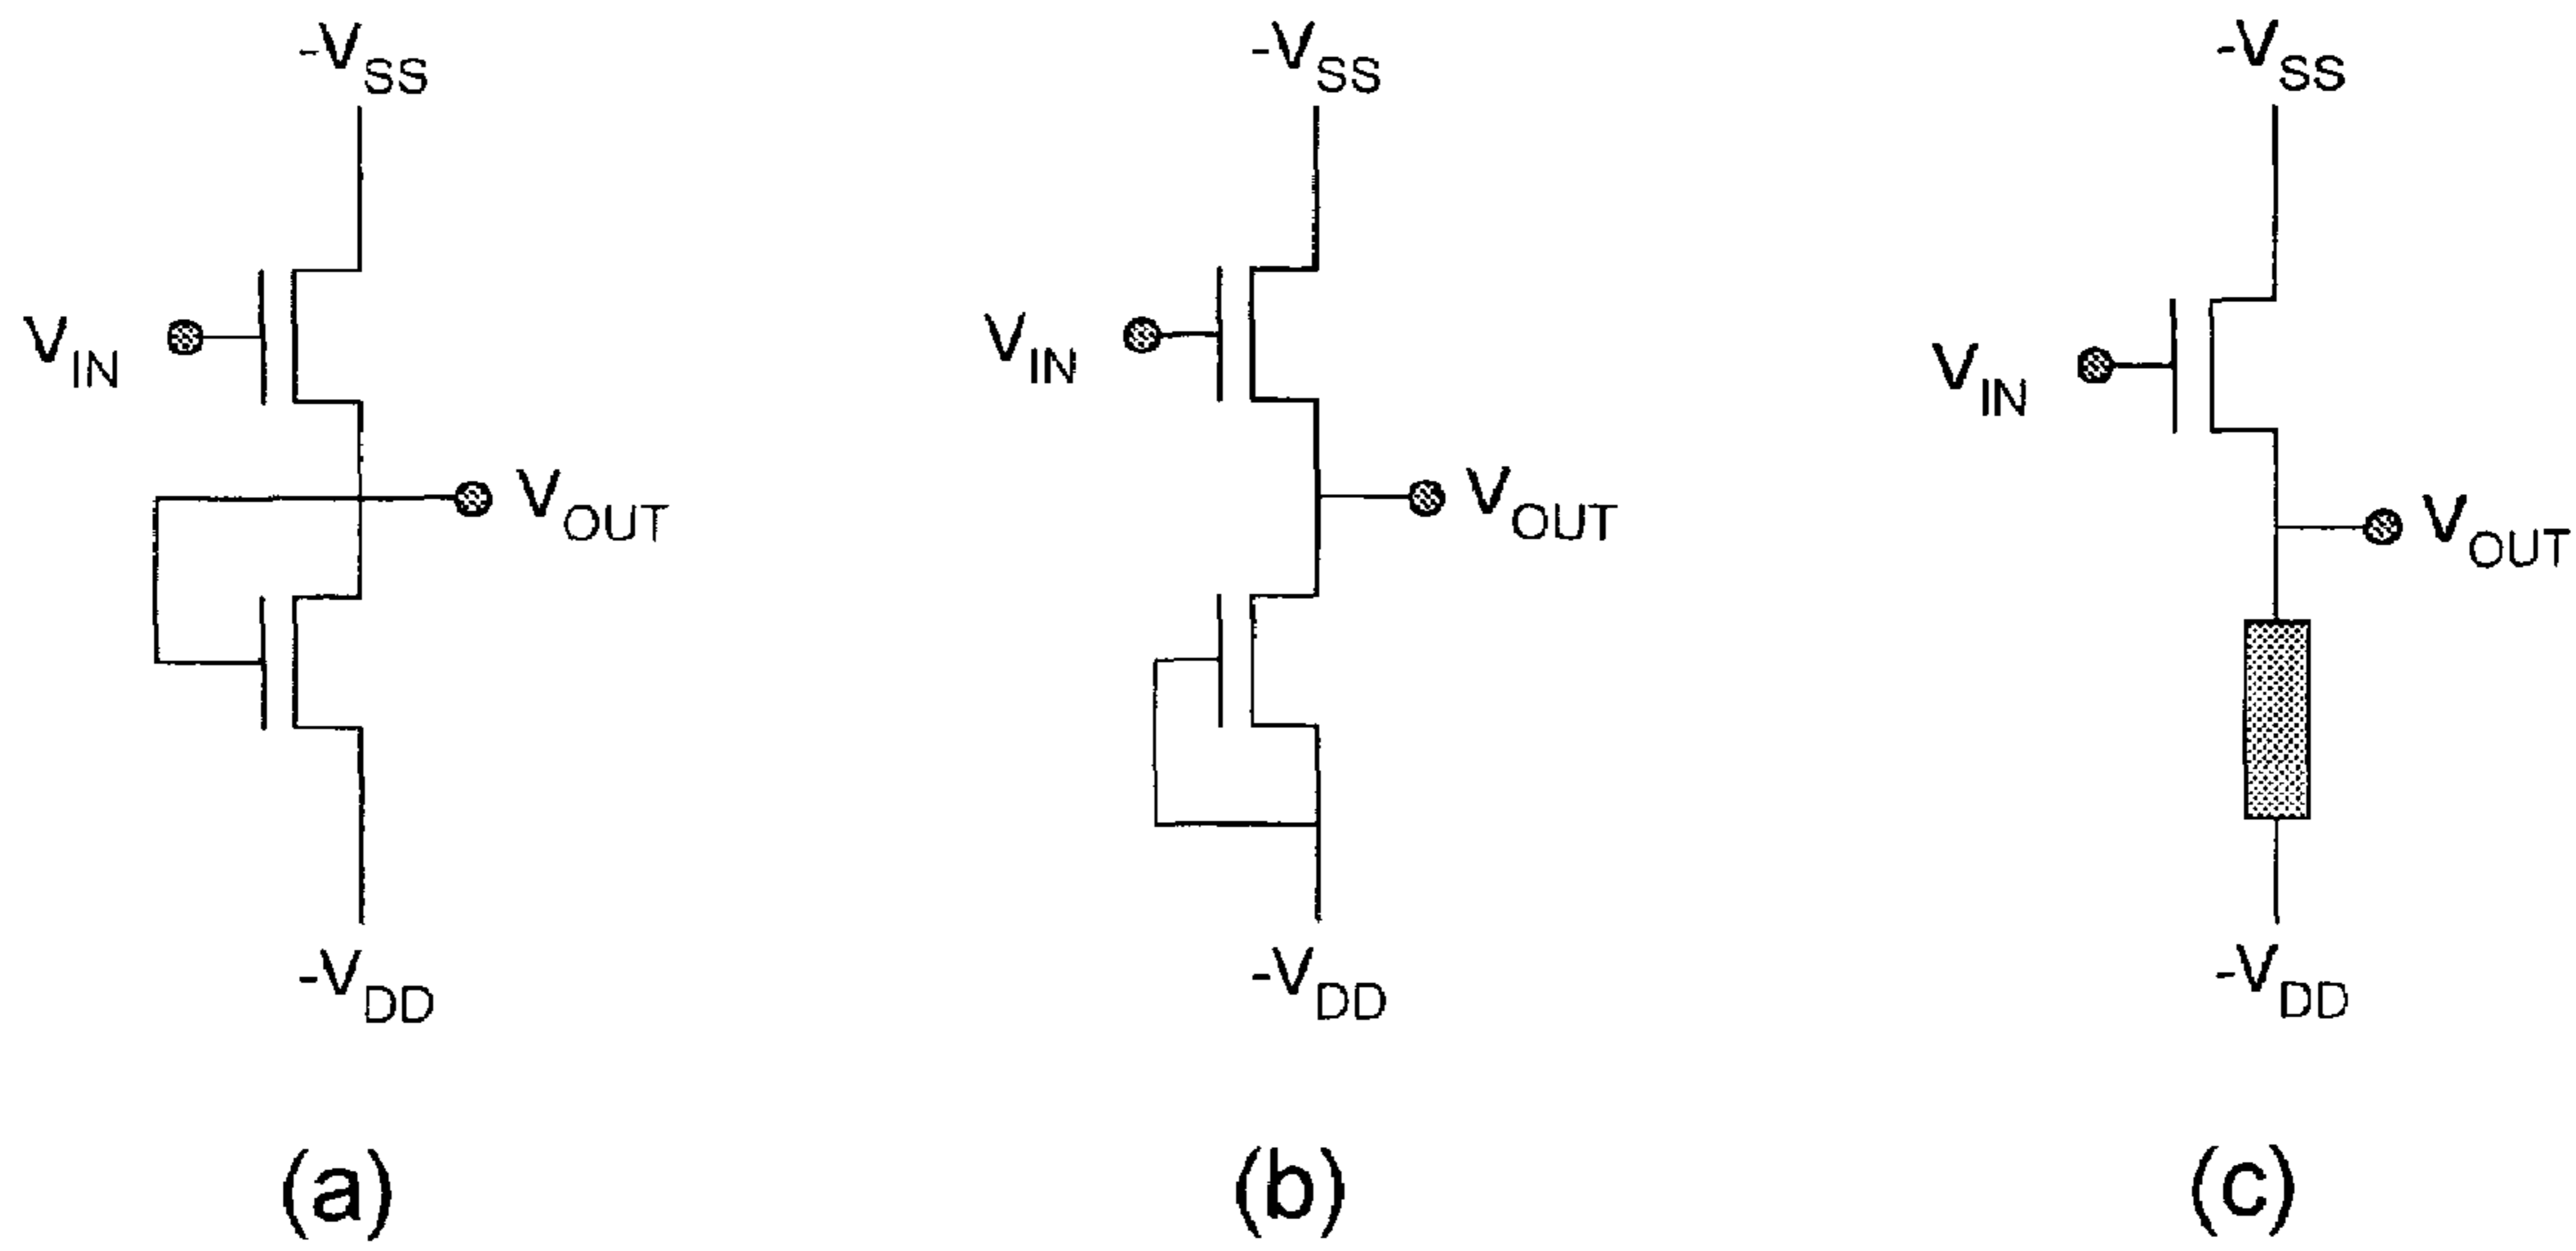 -VSS -VSS -VSS
VIN VIN VIN
VOUT VOUT VOUT
-VDD -VDD -VDD
(a) (b) (c)